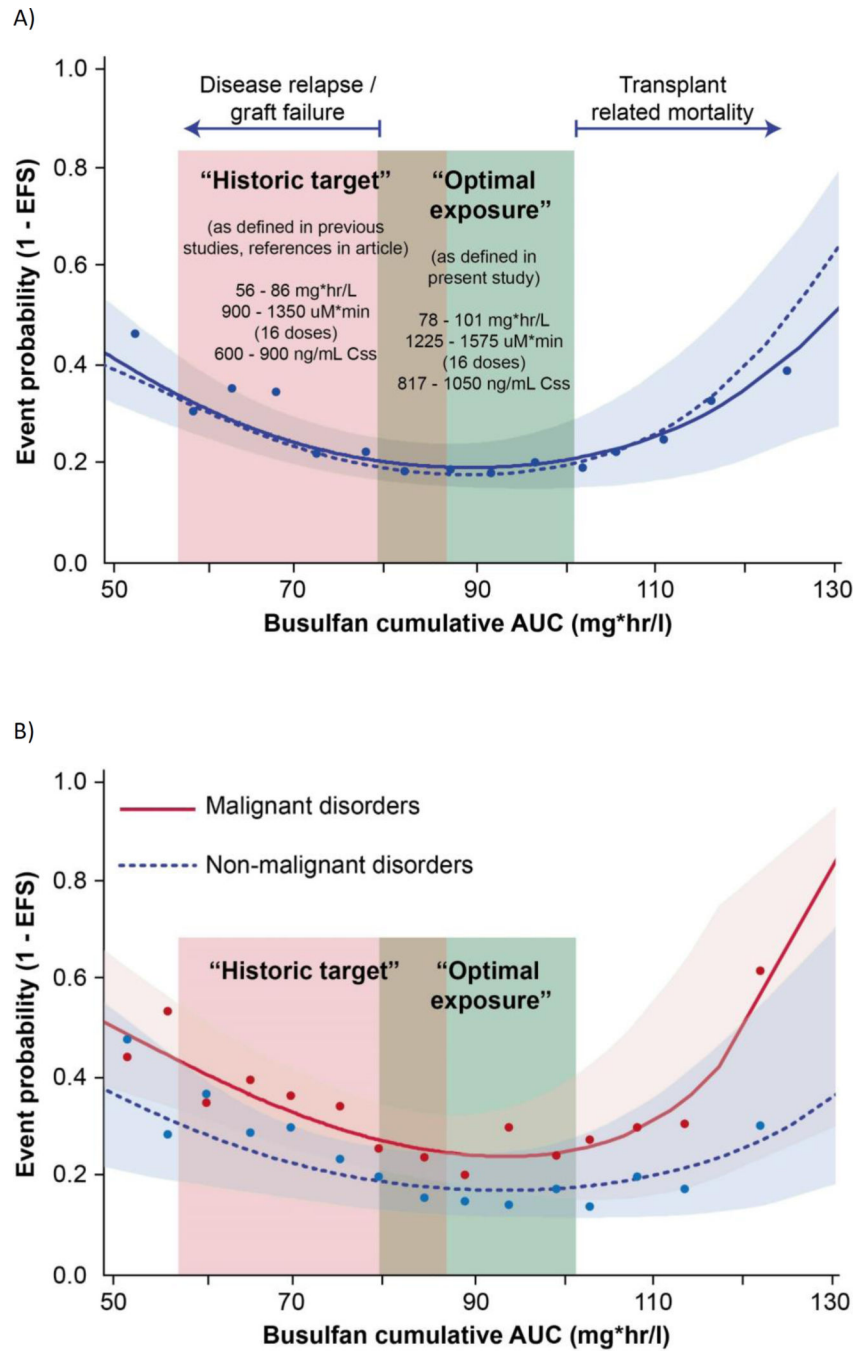 A)
1.0
0.8
0.6
0.4
0.2
0.0
Event probability (1 - EFS)
Disease relapse /
graft failure
Transplant
related mortality
“Historic target”
(as defined in previous
studies, references in article)
56 - 86 mg*hr/L
900 - 1350 uM*min
(16 doses)
600 - 900 ng/mL Css
“Optimal
exposure”
(as defined in
present study)
78 - 101 mg*hr/L
1225 - 1575 uM*min
(16 doses)
817 - 1050 ng/mL Css
50 70 90 110 130
Busulfan cumulative AUC (mg*hr/l)
B)
1.0
0.8
0.6
0.4
0.2
0.0
Event probability (1 - EFS)
Malignant disorders
Non-malignant disorders
“Historic target”
“Optimal
exposure”
50 70 90 110 130
Busulfan cumulative AUC (mg*hr/l)